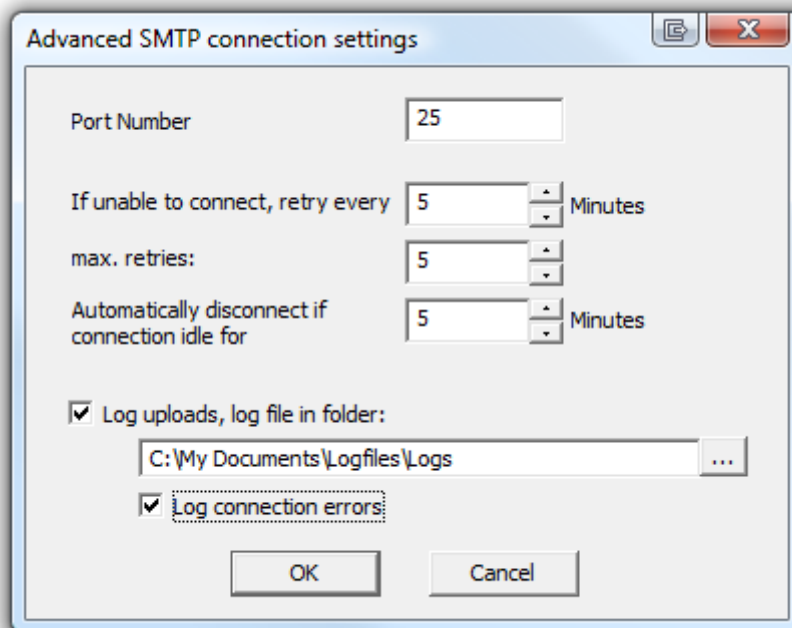 Advanced SMTP connection settings
Port Number 25
If unable to connect, retry every 5 Minutes
max. retries: 5
Automatically disconnect if
connection idle for 5 Minutes
Log uploads, log file in folder:
C:\My Documents\Logfiles\Logs ...
Log connection errors
OK Cancel